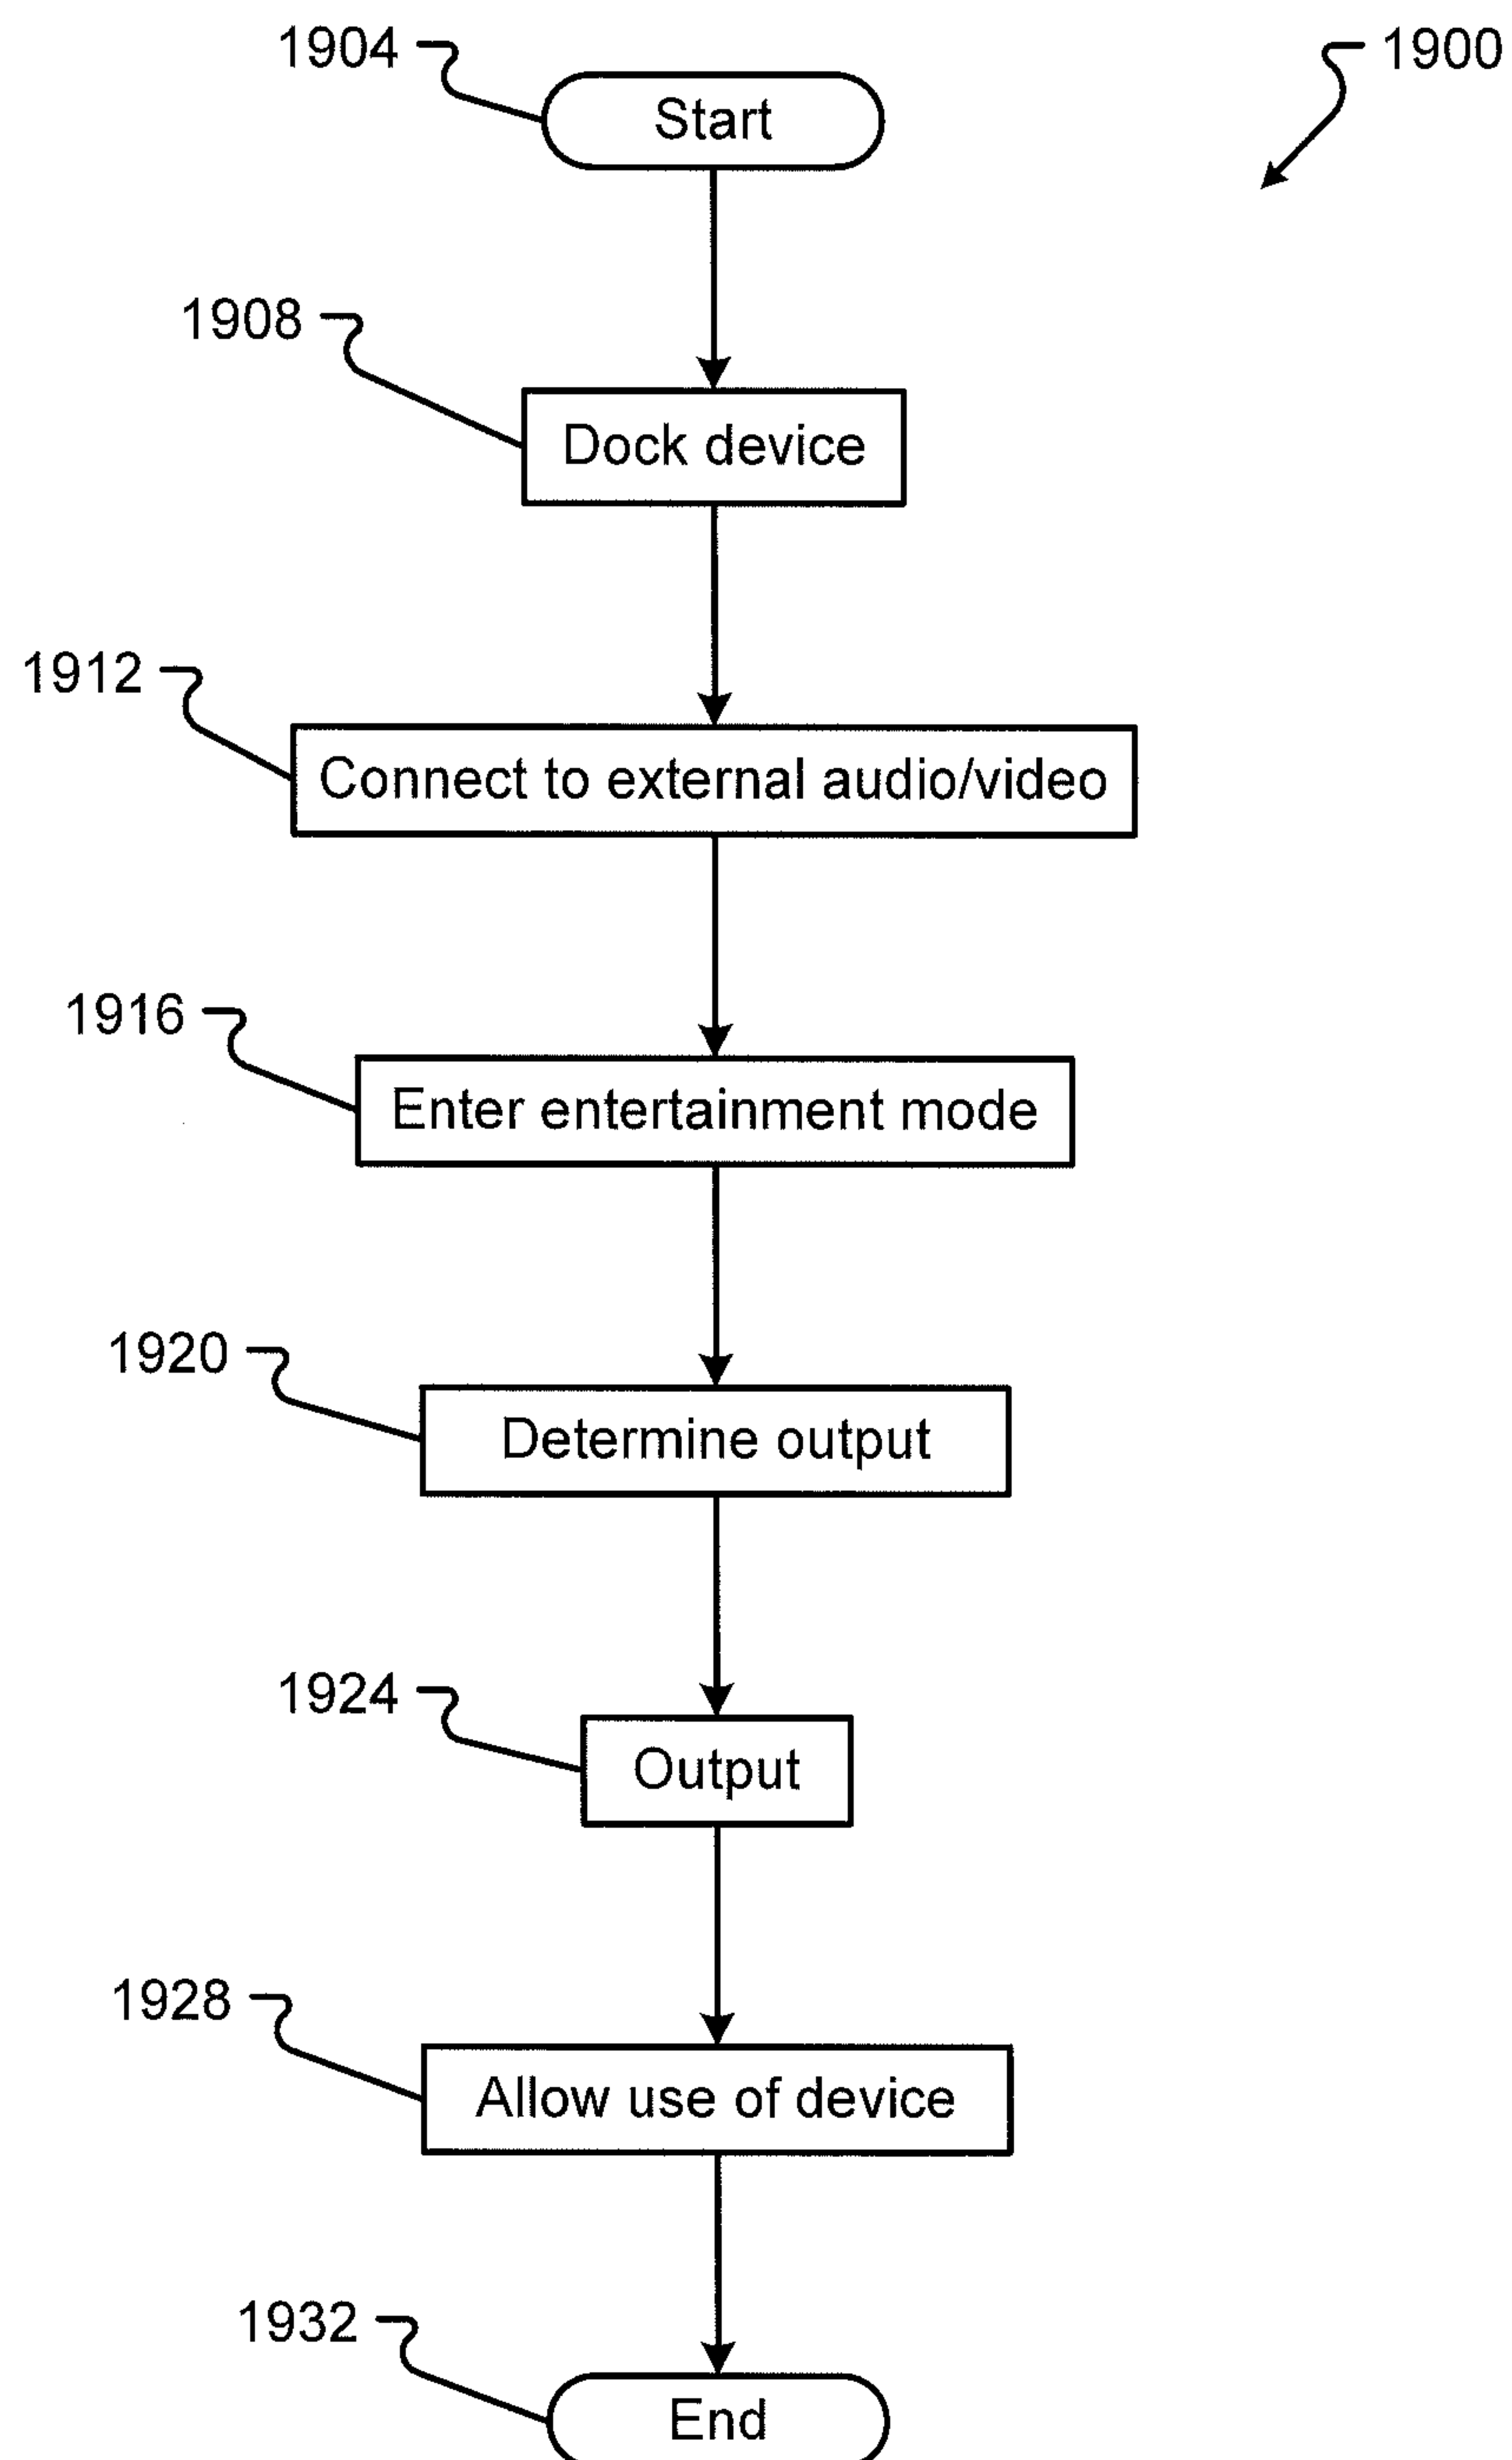 1904
1900
Start
1908
Dock device
1912
Connect to external audio/video
1916
Enter entertainment mode
1920
Determine output
1924
Output
1928
Allow use of device
1932
End